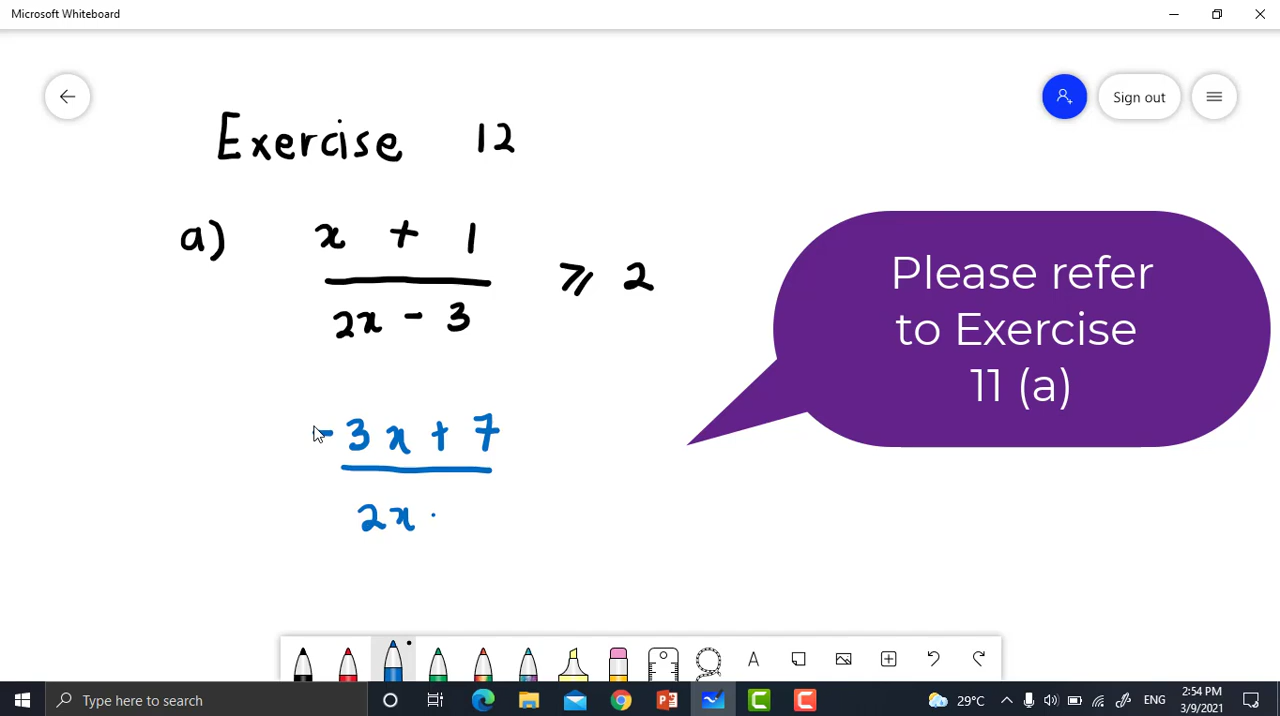 Microsoft Whiteboard
Sign out
Exercise 12
a) x + 1
⩾ 2
2x - 3
Please refer
to Exercise
11 (a)
- 3x + 7
2x ·
A
Type here to search
29°C
ENG
2:54 PM
3/9/2021